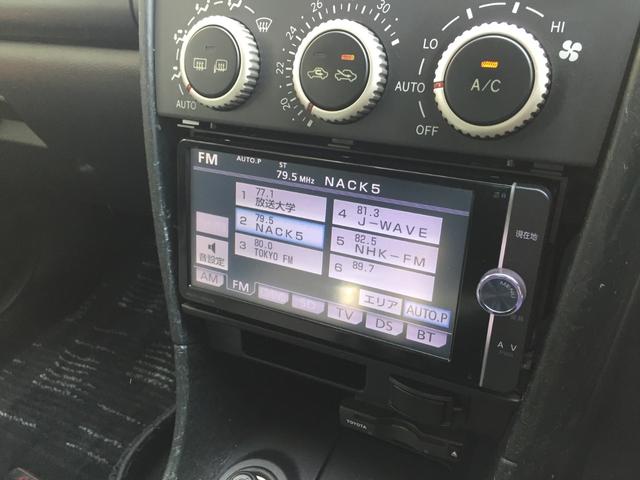 AUTO
20 22 24 26 28 30
LO
HI
AUTO
OFF
A/C
FM
AUTO.P
ST
79.5 MHz
NACK5
1 77.1 放送大学
2 79.5 NACK5
3 80.0 TOKYO FM
4 81.3 J-WAVE
5 82.5 NHK-FM
6 89.7
音設定
エリア
AUTO.P
AM
FM
TV
DS
BT
現在地
A V
TOYOTA